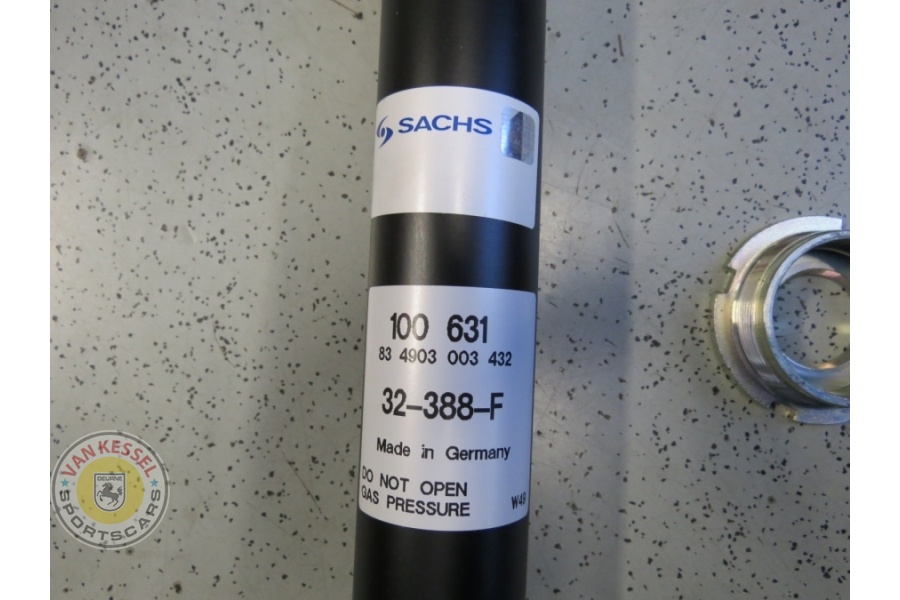 SACHS
100 631
83 4903 003 432
32-388-F
Made in Germany
DO NOT OPEN
GAS PRESSURE
W49
VAN KESSEL
DEURNE
SPORTSCARS